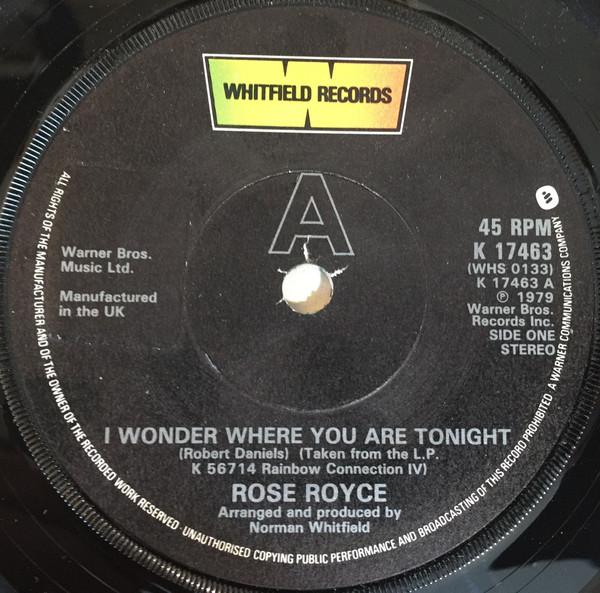 WHITFIELD RECORDS
A
45 RPM
K 17463
(WHS 0133)
K 17463 A
℗ 1979
Warner Bros.
Records Inc.
SIDE ONE
STEREO
Warner Bros.
Music Ltd.
Manufactured
in the UK
I WONDER WHERE YOU ARE TONIGHT
(Robert Daniels) (Taken from the L.P.
K 56714 Rainbow Connection IV)
ROSE ROYCE
Arranged and produced by
Norman Whitfield
ALL RIGHTS OF THE MANUFACTURER AND OF THE OWNER OF THE RECORDED WORK RESERVED · UNAUTHORISED COPYING PUBLIC PERFORMANCE AND BROADCASTING OF THIS RECORD PROHIBITED A WARNER COMMUNICATIONS COMPANY